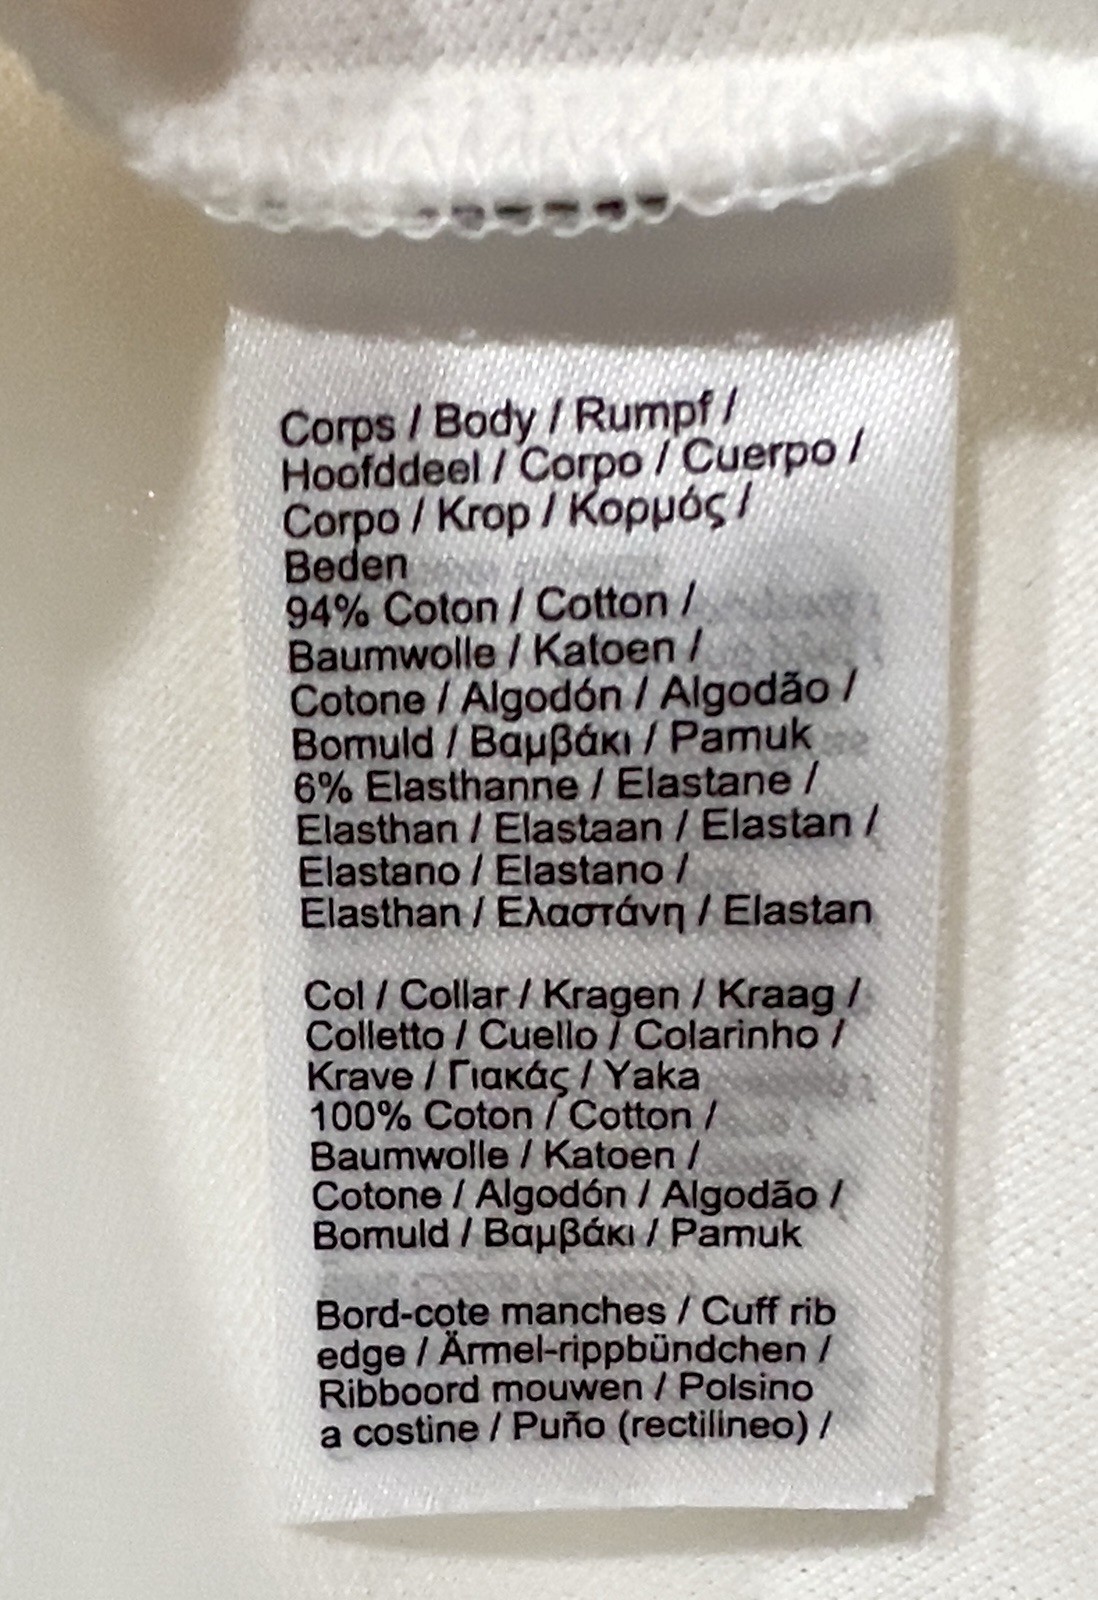 Corps / Body / Rumpf /
Hoofddeel / Corpo / Cuerpo /
Corpo / Krop / Κορμός /
Beden
94% Coton / Cotton /
Baumwolle / Katoen /
Cotone / Algodón / Algodão /
Bomuld / Βαμβάκι / Pamuk
6% Elasthanne / Elastane /
Elasthan / Elastaan / Elastan /
Elastano / Elastano /
Elasthan / Ελαστάνη / Elastan
Col / Collar / Kragen / Kraag /
Colletto / Cuello / Colarinho /
Krave / Γιακάς / Yaka
100% Coton / Cotton /
Baumwolle / Katoen /
Cotone / Algodón / Algodão /
Bomuld / Βαμβάκι / Pamuk
Bord-cote manches / Cuff rib
edge / Ärmel-rippbündchen /
Ribboord mouwen / Polsino
a costine / Puño (rectilineo) /